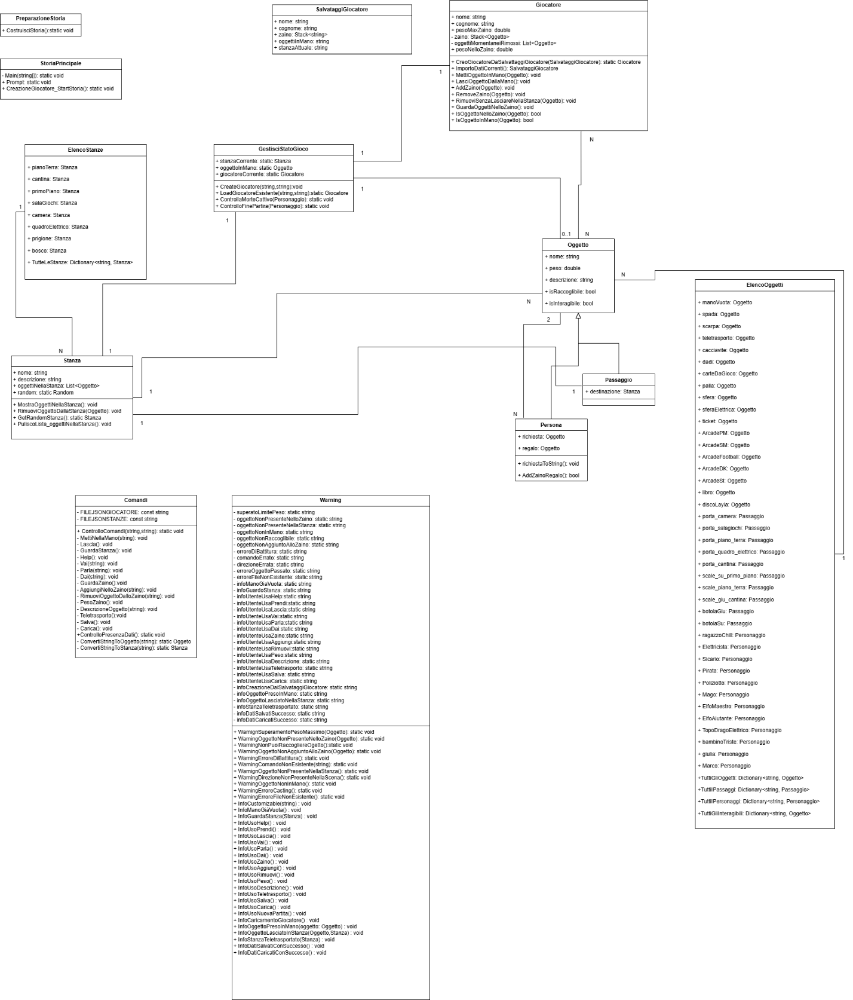 PreparazioneStoria
+ CostruisciStoria():static void
StoriaPrincipale
- Main(string[]): static void
+ Prompt: static void
+ CreazioneGiocatore_StartStoria(): static void
SalvataggiGiocatore
+ nome: string
+ cognome: string
+ zaino: Stack<string>
+ oggettiInMano: string
+ stanzaAttuale: string
Giocatore
+ nome: string
+ cognome: string
+ pesoMaxZaino: double
- zaino: Stack<Oggetto>
- oggettiMomentaneiRimossi: List<Oggetto>
+ pesoNelloZaino: double
+ CreoGiocatoreDaSalvattaggiGiocatore(SalvataggiGiocatore): static Giocatore
+ ImportoDatiCorrenti(): SalvataggiGiocatore
+ MettiOggettoInMano(Oggetto): void
+ LasciOggettoDallaMano(): void
+ AddZaino(Oggetto): void
+ RemoveZaino(Oggetto): void
+ RimuoviSenzaLasciareNellaStanza(Oggetto): void
+ GuardaOggettiNelloZaino(): void
+ IsOggettoNelloZaino(Oggetto): bool
+ IsOggettoInMano(Oggetto): bool
1
N
ElencoStanze
+ pianoTerra: Stanza
+ cantina: Stanza
+ primoPiano: Stanza
+ salaGiochi: Stanza
+ camera: Stanza
+ quadroElettrico: Stanza
+ prigione: Stanza
+ bosco: Stanza
+ TutteLeStanze: Dictionary<string, Stanza>
1
GestisciStatoGioco
+ stanzaCorrente: static Stanza
+ oggettoInMano: static Oggetto
+ giocatoreCorrente: static Giocatore
+ CreateGiocatore(string,string):void
+ LoadGiocatoreEsistente(string,string):static Giocatore
+ ControllaMorteCattivo(Personaggio): static void
+ ControlloFinePartira(Personaggio): static void
1
1
1
0..1
N
Oggetto
+ nome: string
+ peso: double
+ descrizione: string
+ isRaccoglibile: bool
+ isInteragibile: bool
N
N
2
ElencoOggetti
+ manoVuota: Oggetto
+ spada: Oggetto
+ scarpa: Oggetto
+ teletrasporto: Oggetto
+ cacciavite: Oggetto
+ dadi: Oggetto
+ carteDaGioco: Oggetto
+ palla: Oggetto
+ sfera: Oggetto
+ sferaElettrica: Oggetto
+ ticket: Oggetto
+ ArcadePM: Oggetto
+ ArcadeSM: Oggetto
+ ArcadeFootball: Oggetto
+ ArcadeDK: Oggetto
+ ArcadeSI: Oggetto
+ libro: Oggetto
+ discoLayla: Oggetto
+ porta_camera: Passaggio
+ porta_salagiochi: Passaggio
+ porta_piano_terra: Passaggio
+ porta_quadro_elettrico: Passaggio
+ porta_cantina: Passaggio
+ scale_su_primo_piano: Passaggio
+ scale_piano_terra: Passaggio
+ scale_giu_cantina: Passaggio
+ botolaGiu: Passaggio
+ botolaSu: Passaggio
+ ragazzoChill: Personaggio
+ Elettricista: Personaggio
+ Sicario: Personaggio
+ Pirata: Personaggio
+ Poliziotto: Personaggio
+ Mago: Personaggio
+ ElfoMaestro: Personaggio
+ ElfoAiutante: Personaggio
+ TopoDragoElettrico: Personaggio
+ bambinoTriste: Personaggio
+ giulia: Personaggio
+ Marco: Personaggio
+TuttiGliOggetti: Dictionary<string, Oggetto>
+TuttiIPassaggi: Dictionary<string, Passaggio>
+TuttiIPersonaggi: Dictionary<string, Personaggio>
+TuttiGliInteragibili: Dictionary<string, Oggetto>
1
N
1
Stanza
+ nome: string
+ descrizione: string
+ oggettiNellaStanza: List<Oggetto>
+ random: static Random
+ MostraOggettiNellaStanza(): void
+ RimuoviOggettoDallaStanza(Oggetto): void
+ GetRandomStanza(): static Stanza
+ PuliscoLista_oggettiNellaStanza(): void
1
1
Passaggio
+ destinazione: Stanza
1
N
Persona
+ richiesta: Oggetto
+ regalo: Oggetto
+ richiestaToString(): void
+ AddZainoRegalo(): bool
Comandi
- FILEJSONGIOCATORE: const string
- FILEJSONSTANZE: const string
+ ControlloComandi(string,string): static void
- MettiNellaMano(string): void
- Lascia(): void
- GuardaStanza(): void
- Help(): void
- Vai(string): void
- Parla(string): void
- Dai(string): void
- GuardaZaino():void
- AggiungiNelloZaino(string): void
- RimuoviOggettoDalloZaino(string): void
- PesoZaino(): void
- DescrizioneOggetto(string): void
- Teletrasporto():void
- Salva(): void
- Carica(): void
+ControlloPresenzaDati(): static void
- ConvertiStringToOggetto(string): static Oggeto
- ConvertiStringToStanza(string): static Stanza
Warning
- superatoLimitePeso: static string
- oggettoNonPresenteNelloZaino: static string
- oggettoNonPresenteNellaStanza: static string
- oggettoNonInMano: static string
- oggettoNonRaccoglibile: static string
- oggettoNonAggiuntoAlloZaino: static string
- erroreDiBattitura: static string
- comandoErrato: static string
- direzioneErrata: static string
- erroreOggettoPassato: static string
- erroreFileNonEsistente: static string
- infoManoGiaVuota: static string
- infoGuardoStanza: static string
- infoUtenteUsaHelp:static string
- infoUtenteUsaPrendi: static string
- infoUtenteUsaLascia: static string
- infoUtenteUsaVai:static string
- infoUtenteUsaParla: static string
- infoUtenteUsaDai:static string
- infoUtenteUsaZaino:static string
- infoUtenteUsaAggiungi: static string
- infoUtenteUsaRimuovi:static string
- infoUtenteUsaPeso:static string
- infoUtenteUsaDescrizione: static string
- infoUtenteUsaTeletrasporto: static string
- infoUtenteUsaSalva: static string
- infoUtenteUsaCarica: static string
- infoCreazioneDaiSalvataggiGiocatore: static string
- infoOggettoPresoInMano: static string
- infoOggettoLasciatoNellaStanza: static string
- infoStanzaTeletrasportato: static string
- infoDatiSalvatiSuccesso: static string
- infoDatiCaricatiSuccesso: static string
+ WarnignSuperamentoPesoMassimo(Oggetto): static void
+ WarningOggettoNonPresenteNelloZaino(Oggetto): static void
+ WarningNonPuoiRaccogliereOgetto():static void
+ WarningOggettoNonAggiuntoAlloZaino(Oggetto): static void
+ WarningErroreDiBattitura(): static void
+ WarningComandoNonEsistente(string): static void
+ WarnignOggettoNonPresenteNellaStanza(): static void
+ WarningDirezioneNonPresenteNellaScena(): static void
+ WarningOggettoNonInMano(): static void
+ WarningErroreCasting(): static void
+ WarningErroreFileNonEsistente(): static void
+ InfoCustomizable(string) : void
+ InfoManoGiàVuota() : void
+ InfoGuardaStanza(Stanza) : void
+ InfoUsoHelp() : void
+ InfoUsoPrendi() : void
+ InfoUsoLascia() : void
+ InfoUsoVai() : void
+ InfoUsoParla() : void
+ InfoUsoDai() : void
+ InfoUsoZaino() : void
+ InfoUsoAggiungi() : void
+ InfoUsoRimuovi() : void
+ InfoUsoPeso() : void
+ InfoUsoDescrizione() : void
+ InfoUsoTeletrasporto() : void
+ InfoUsoSalva() : void
+ InfoUsoCarica() : void
+ InfoUsoNuovaPartita() : void
+ InfoCaricamentoGiocatore() : void
+ InfoOggettoPresoInMano(oggetto: Oggetto) : void
+ InfoOggettoLasciatoInStanza(Oggetto,Stanza) : void
+ InfoStanzaTeletrasportato(Stanza) : void
+ InfoDatiSalvatiConSuccesso() : void
+ InfoDatiCaricatiConSuccesso() : void